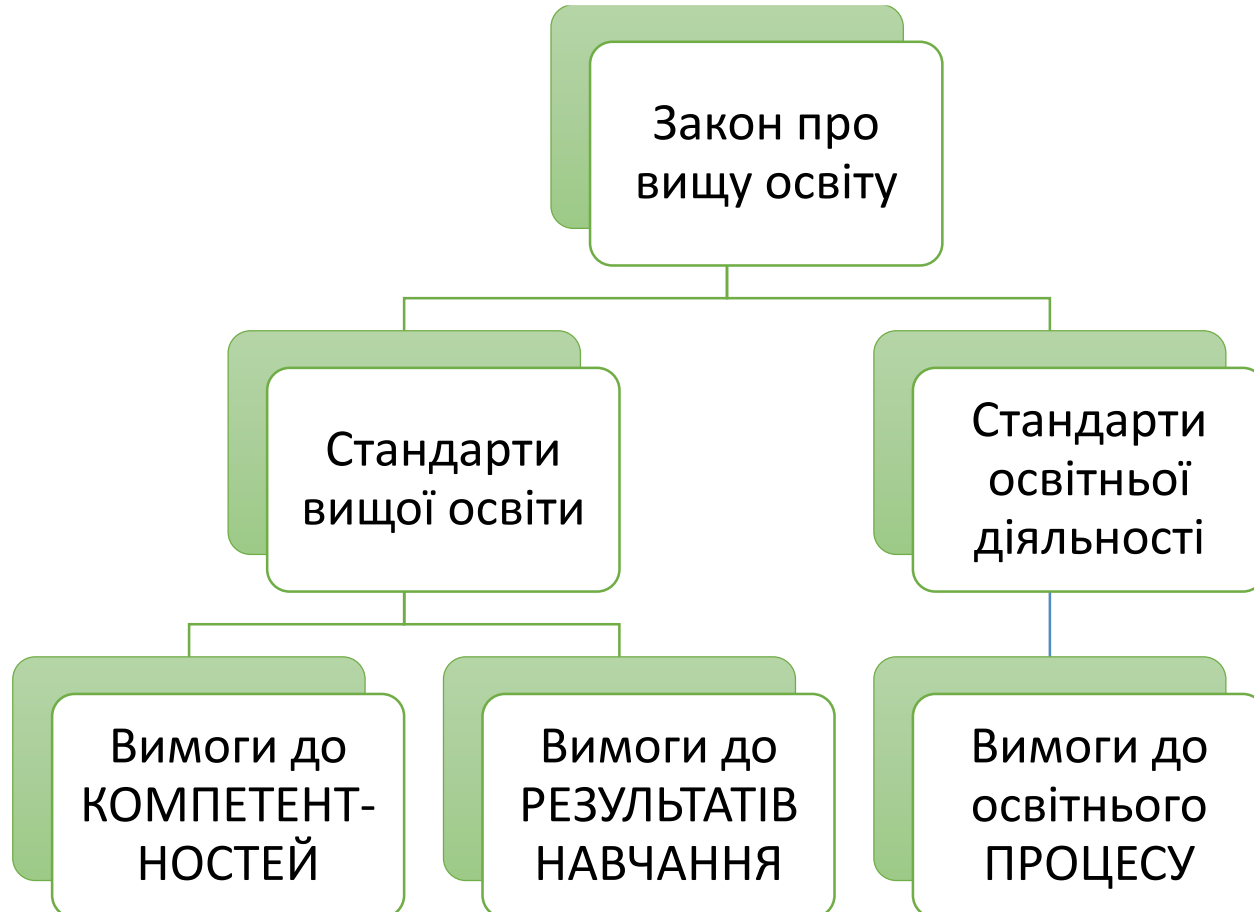 Закон про
вищу освіту
Стандарти
вищої освіти
Стандарти
освітньої
діяльності
Вимоги до
КОМПЕТЕНТ-
НОСТЕЙ
Вимоги до
РЕЗУЛЬТАТІВ
НАВЧАННЯ
Вимоги до
освітнього
ПРОЦЕСУ